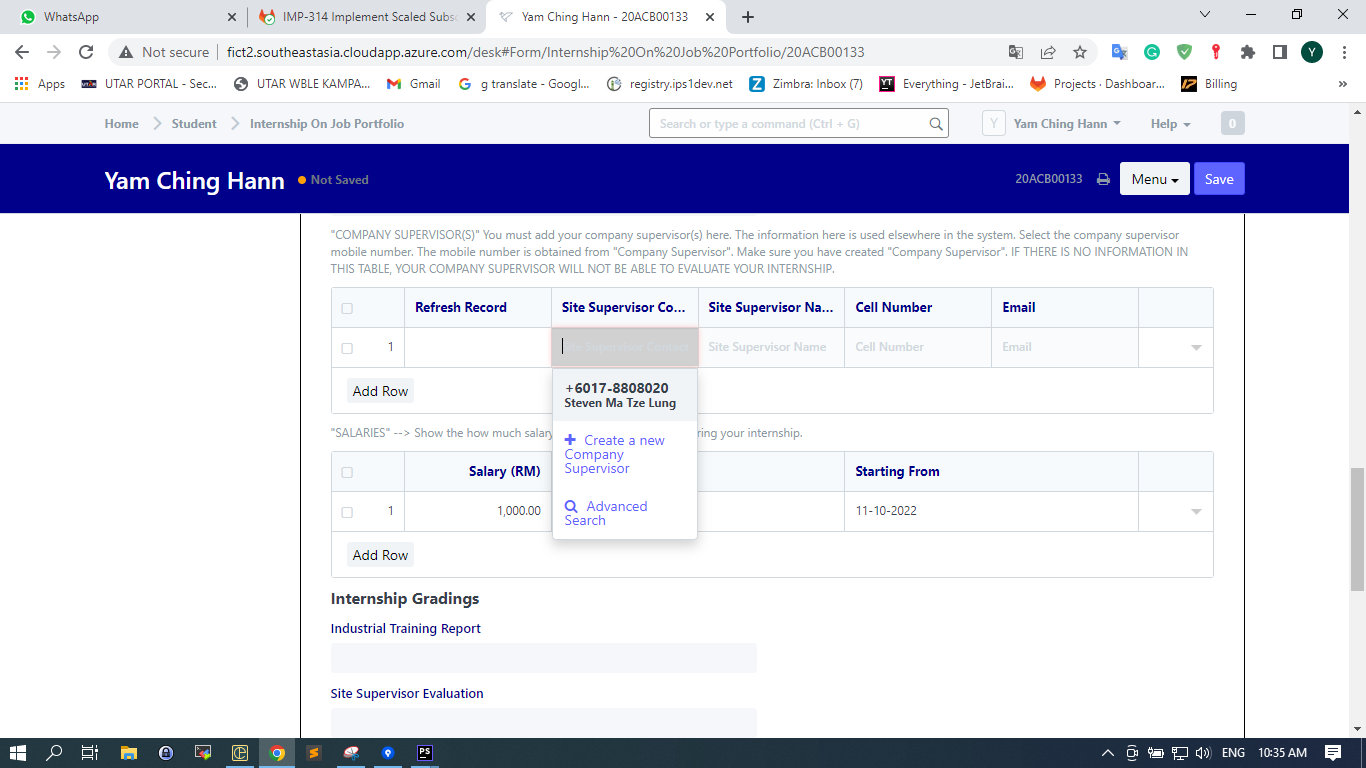 WhatsApp
IMP-314 Implement Scaled Subsc
Yam Ching Hann - 20ACB00133
Not secure
fict2.southeastasia.cloudapp.azure.com/desk#Form/Internship%20On%20Job%20Portfolio/20ACB00133
Y
Apps
UTAR PORTAL - Sec...
UTAR WBLE KAMPA...
Gmail
g translate - Googl...
registry.ips1dev.net
Zimbra: Inbox (7)
Everything - JetBrai...
Projects · Dashboar...
Billing
Home
Student
Internship On Job Portfolio
Search or type a command (Ctrl + G)
Y
Yam Ching Hann
Help
0
Yam Ching Hann
Not Saved
20ACB00133
Menu
Save
"COMPANY SUPERVISOR(S)" You must add your company supervisor(s) here. The information here is used elsewhere in the system. Select the company supervisor
mobile number. The mobile number is obtained from "Company Supervisor". Make sure you have created "Company Supervisor". IF THERE IS NO INFORMATION IN
THIS TABLE, YOUR COMPANY SUPERVISOR WILL NOT BE ABLE TO EVALUATE YOUR INTERNSHIP.
Refresh Record
Site Supervisor Co...
Site Supervisor Na...
Cell Number
Email
1
Site Supervisor Contact
Site Supervisor Name
Cell Number
Email
Add Row
+6017-8808020
Steven Ma Tze Lung
Create a new
Company
Supervisor
Advanced
Search
"SALARIES" --> Show the how much salary
ring your internship.
Salary (RM)
Starting From
1
1,000.00
11-10-2022
Add Row
Internship Gradings
Industrial Training Report
Site Supervisor Evaluation
PS
ENG
10:35 AM